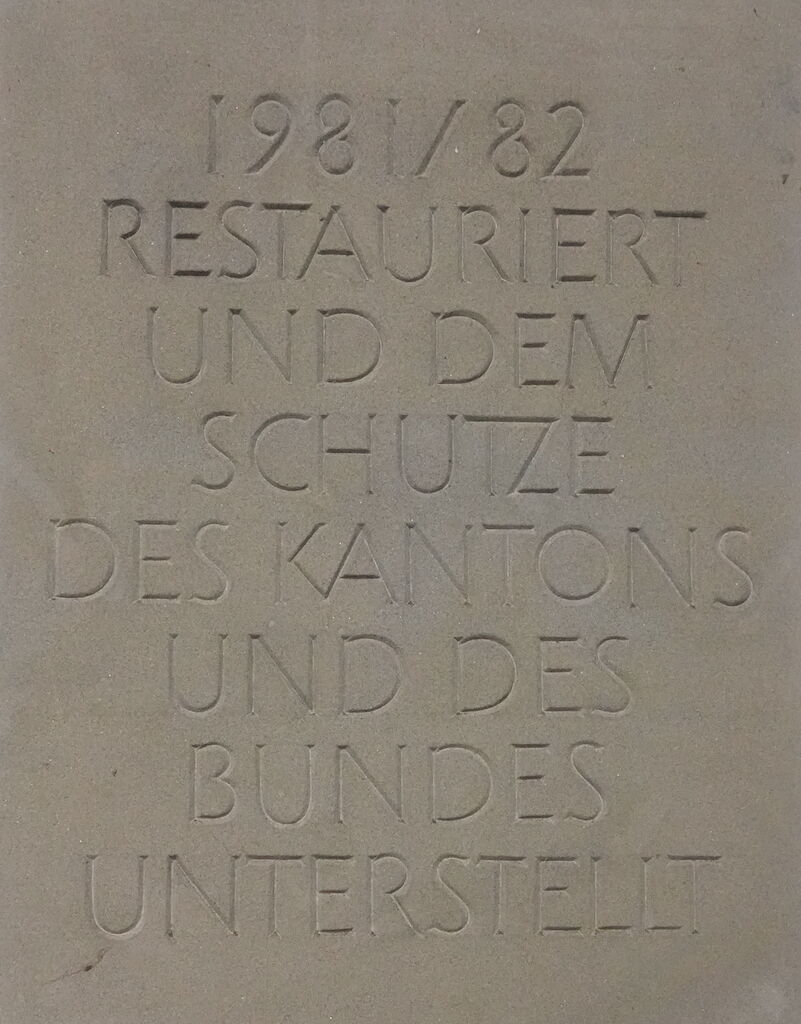 1981/82
RESTAURIERT
UND DEM
SCHUTZE
DES KANTONS
UND DES
BUNDES
UNTERSTELLT